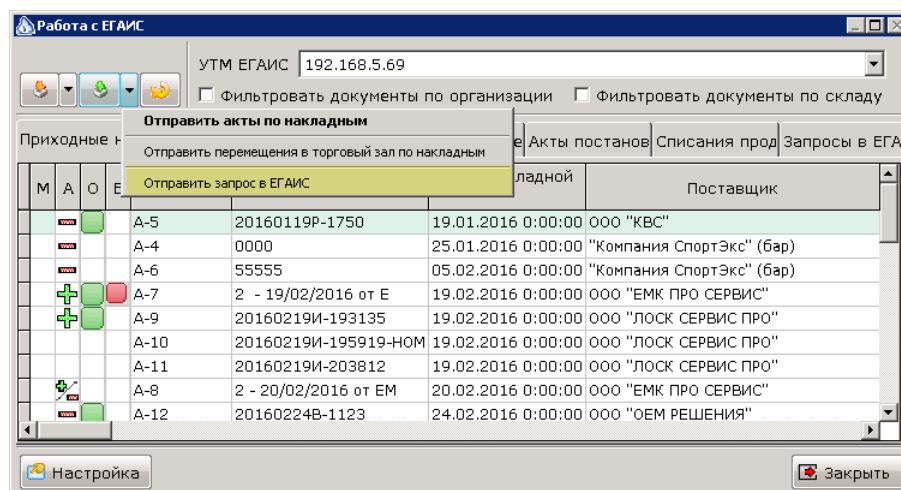 Работа с ЕГАИС
УТМ ЕГАИС 192.168.5.69
Фильтровать документы по организации Фильтровать документы по складу
Отправить акты по накладным
Отправить перемещения в торговый зал по накладным
Отправить запрос в ЕГАИС
Приходные н е Акты постанов Списания прод Запросы в ЕГА
М А О Е ладной Поставщик
А-5 20160119Р-1750 19.01.2016 0:00:00 ООО "КВС"
А-4 0000 25.01.2016 0:00:00 "Компания СпортЭкс" (бар)
А-6 55555 05.02.2016 0:00:00 "Компания СпортЭкс" (бар)
А-7 2 - 19/02/2016 от Е 19.02.2016 0:00:00 ООО "ЕМК ПРО СЕРВИС"
А-9 20160219И-193135 19.02.2016 0:00:00 ООО "ЛОСК СЕРВИС ПРО"
А-10 20160219И-195919-НОМ 19.02.2016 0:00:00 ООО "ЛОСК СЕРВИС ПРО"
А-11 20160219И-203812 19.02.2016 0:00:00 ООО "ЛОСК СЕРВИС ПРО"
А-8 2 - 20/02/2016 от ЕМ 20.02.2016 0:00:00 ООО "ЕМК ПРО СЕРВИС"
А-12 20160224В-1123 24.02.2016 0:00:00 ООО "ОЕМ РЕШЕНИЯ"
Настройка Закрыть